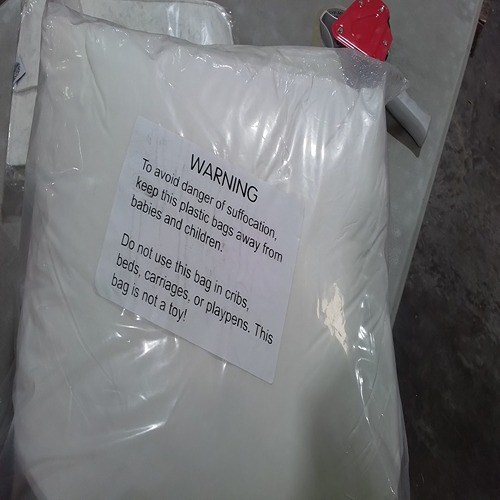 WARNING
To avoid danger of suffocation,
keep this plastic bags away from
babies and children.
Do not use this bag in cribs,
beds, carriages, or playpens. This
bag is not a toy!